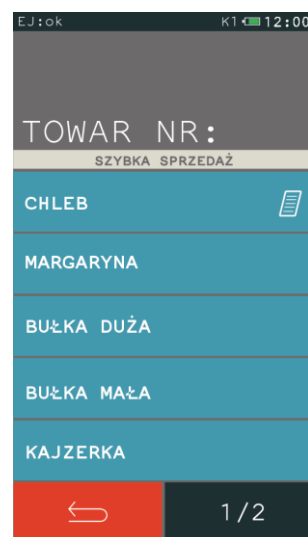 EJ:ok K1 12:00
TOWAR NR:
SZYBKA SPRZEDAŻ
CHLEB
MARGARYNA
BUŁKA DUŻA
BUŁKA MAŁA
KAJZERKA
1/2